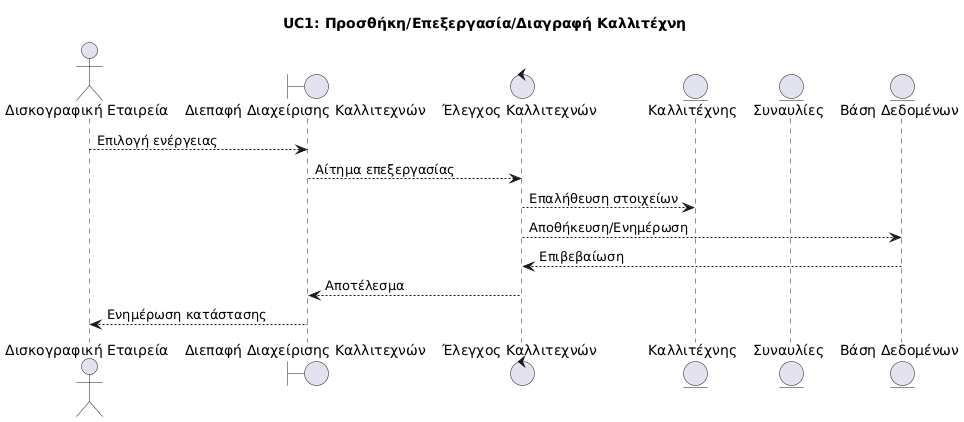 UC1: Προσθήκη/Επεξεργασία/Διαγραφή Καλλιτέχνη
Δισκογραφική Εταιρεία Διεπαφή Διαχείρισης Καλλιτεχνών Έλεγχος Καλλιτεχνών Καλλιτέχνης Συναυλίες Βάση Δεδομένων
Επιλογή ενέργειας
Αίτημα επεξεργασίας
Επαλήθευση στοιχείων
Αποθήκευση/Ενημέρωση
Επιβεβαίωση
Αποτέλεσμα
Ενημέρωση κατάστασης
Δισκογραφική Εταιρεία Διεπαφή Διαχείρισης Καλλιτεχνών Έλεγχος Καλλιτεχνών Καλλιτέχνης Συναυλίες Βάση Δεδομένων